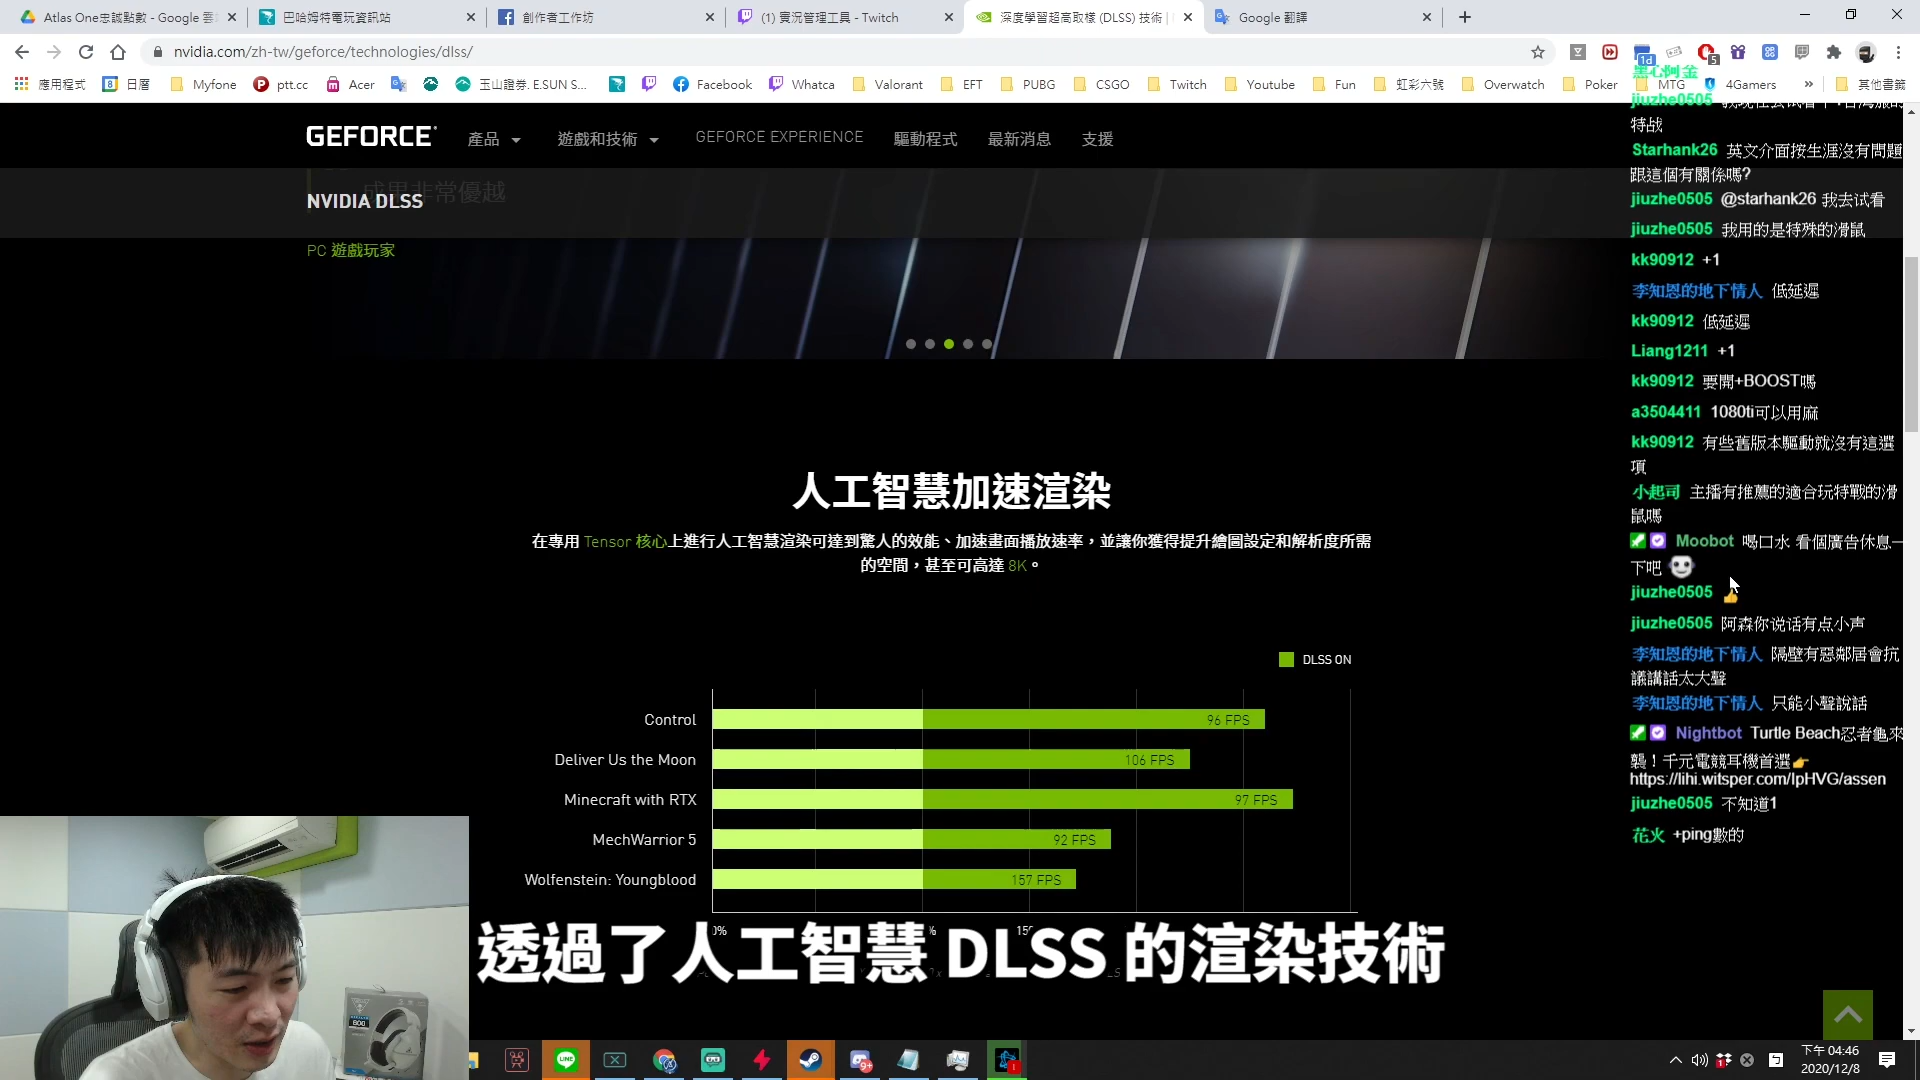 Atlas One忠誠點數 - Google 雲
巴哈姆特電玩資訊站
創作者工作坊
(1) 實況管理工具 - Twitch
深度學習超高取樣 (DLSS) 技術 |
Google 翻譯
nvidia.com/zh-tw/geforce/technologies/dlss/
應用程式
日曆
Myfone
ptt.cc
Acer
玉山證券. E.SUN S...
Facebook
Whatca
Valorant
EFT
PUBG
CSGO
Twitch
Youtube
Fun
虹彩六號
Overwatch
Poker
MTG
4Gamers
»
其他書籤
GEFORCE
產品
遊戲和技術
GEFORCE EXPERIENCE
驅動程式
最新消息
支援
成果非常優越
NVIDIA DLSS
PC 遊戲玩家
人工智慧加速渲染
在專用 Tensor 核心上進行人工智慧渲染可達到驚人的效能、加速畫面播放速率，並讓你獲得提升繪圖設定和解析度所需
的空間，甚至可高達 8K。
DLSS ON
Control
96 FPS
Deliver Us the Moon
106 FPS
Minecraft with RTX
97 FPS
MechWarrior 5
92 FPS
Wolfenstein: Youngblood
157 FPS
透過了人工智慧 DLSS 的渲染技術
黑心阿金
jiuzhe0505
特战
Starhank26 英文介面按生涯沒有問題
跟這個有關係嗎?
jiuzhe0505 @starhank26 我去试看
jiuzhe0505 我用的是特殊的滑鼠
kk90912 +1
李知恩的地下情人 低延遲
kk90912 低延遲
Liang1211 +1
kk90912 要開+BOOST嗎
a3504411 1080ti可以用麻
kk90912 有些舊版本驅動就沒有這選
項
小起司 主播有推薦的適合玩特戰的滑
鼠嗎
Moobot 喝口水 看個廣告休息一
下吧
jiuzhe0505 👍
jiuzhe0505 阿森你说话有点小声
李知恩的地下情人 隔壁有惡鄰居會抗
議講話太大聲
李知恩的地下情人 只能小聲說話
Nightbot Turtle Beach忍者龜來
襲！千元電競耳機首選👉
https://lihi.witsper.com/IpHVG/assen
jiuzhe0505 不知道1
花火 +ping數的
下午 04:46
2020/12/8